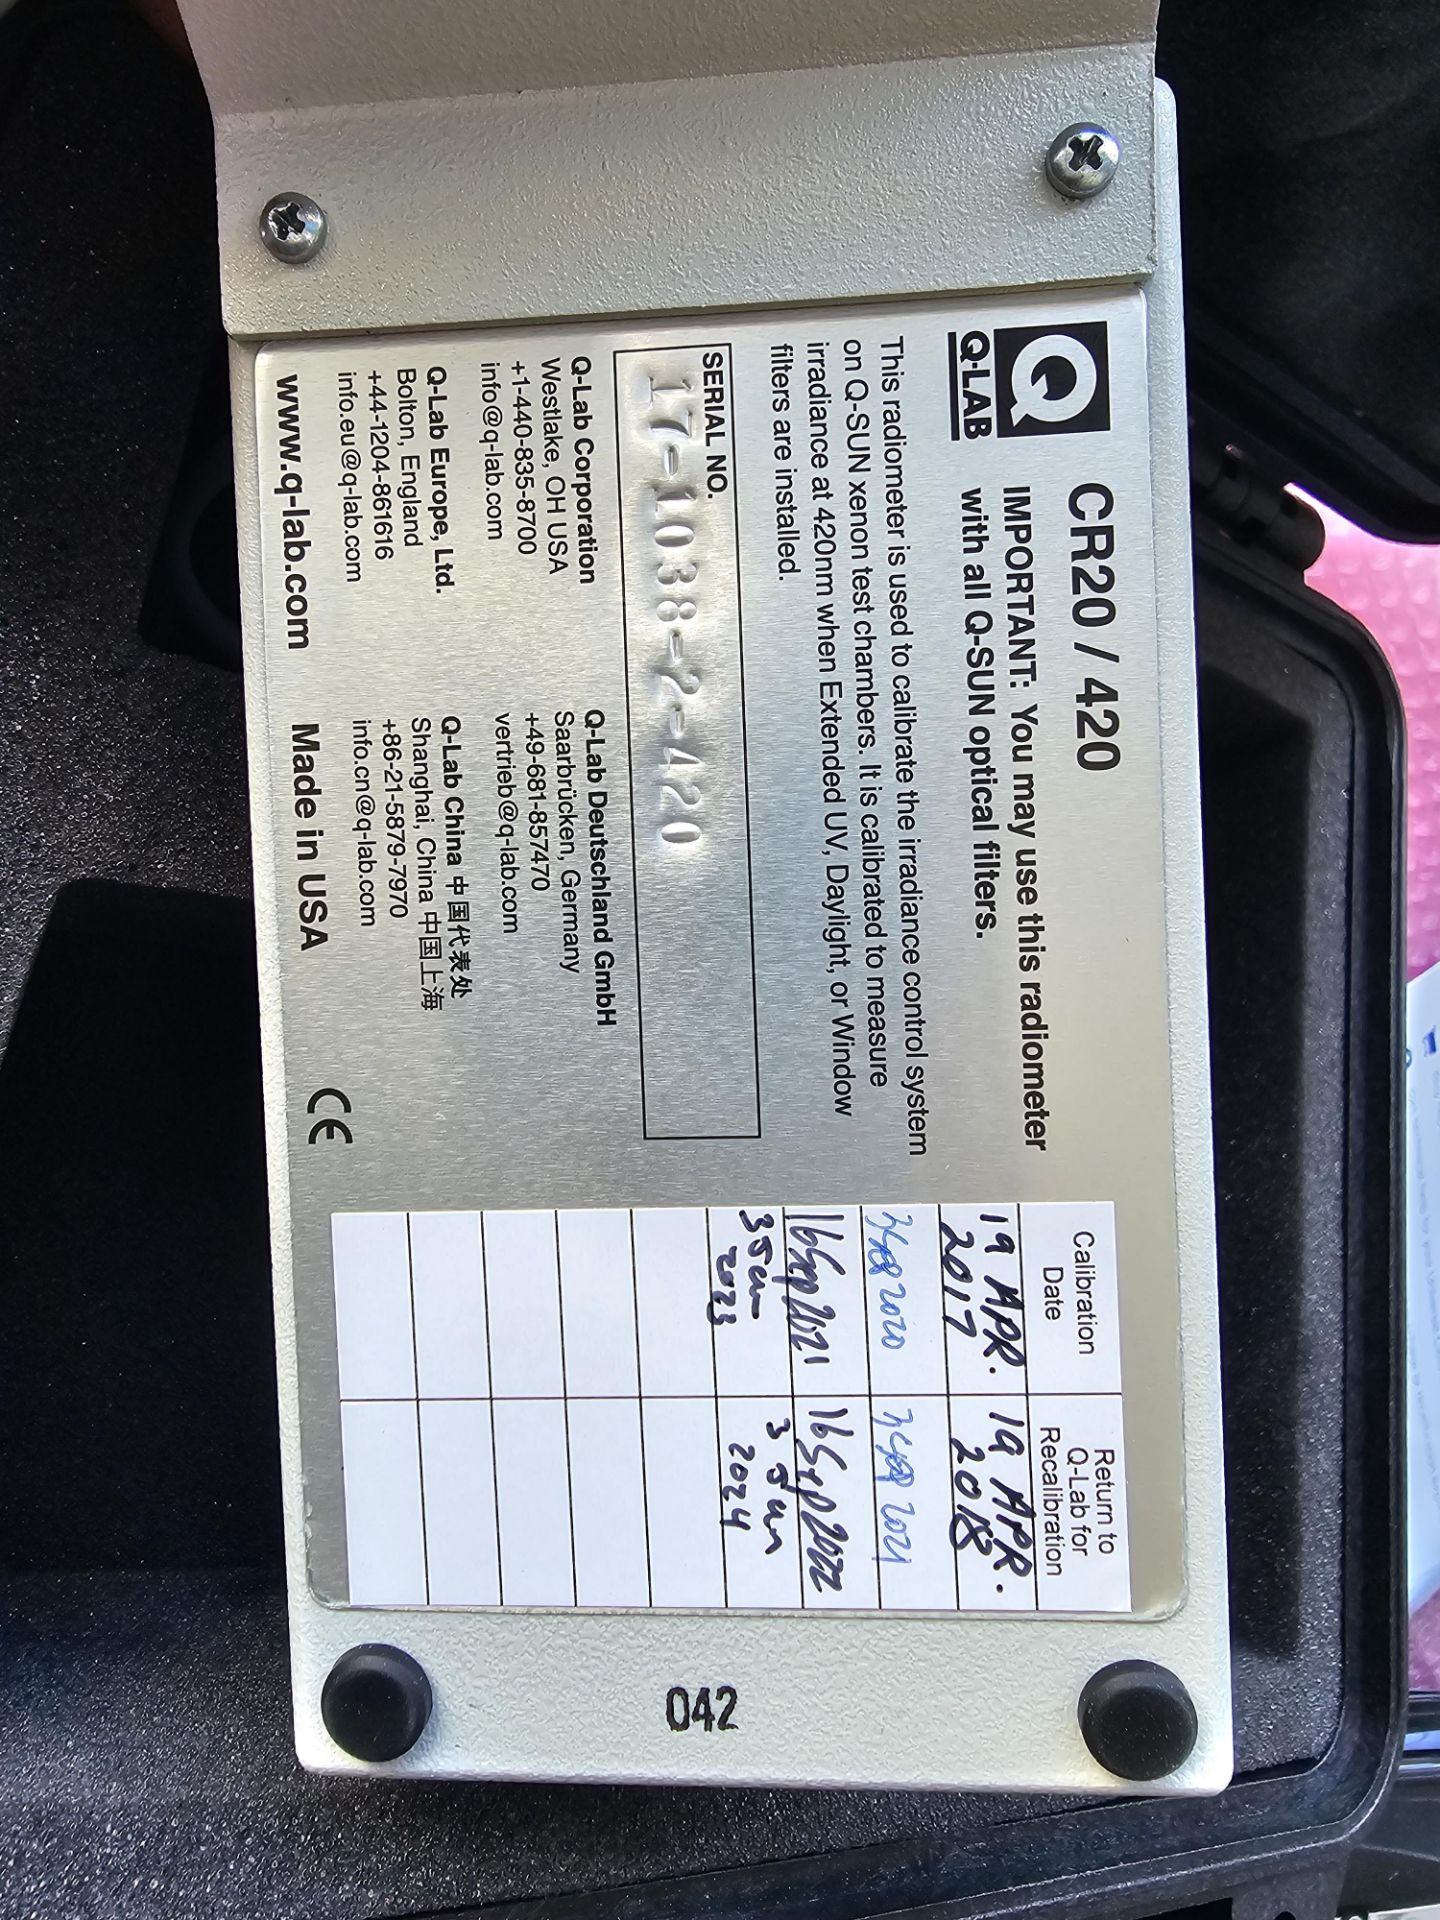 Q
Q-LAB
CR20 / 420
IMPORTANT: You may use this radiometer
with all Q-SUN optical filters.
This radiometer is used to calibrate the irradiance control system
on Q-SUN xenon test chambers. It is calibrated to measure
irradiance at 420nm when Extended UV, Daylight, or Window
filters are installed.
SERIAL NO.
17-1038-2-420
Q-Lab Corporation
Westlake, OH USA
+1-440-835-8700
info@q-lab.com
Q-Lab Deutschland GmbH
Saarbrücken, Germany
+49-681-857470
vertrieb@q-lab.com
Q-Lab Europe, Ltd.
Bolton, England
+44-1204-861616
info.eu@q-lab.com
Q-Lab China 中国代表处
Shanghai, China 中国上海
+86-21-5879-7970
info.cn@q-lab.com
www.q-lab.com
Made in USA
CE
Calibration
Date
Return to
Q-Lab for
Recalibration
19 APR.
2017
19 APR.
2018
2020
2021
16 Sep 2021
16 Sep 2022
3 Jan
2023
3 Jan
2024
042